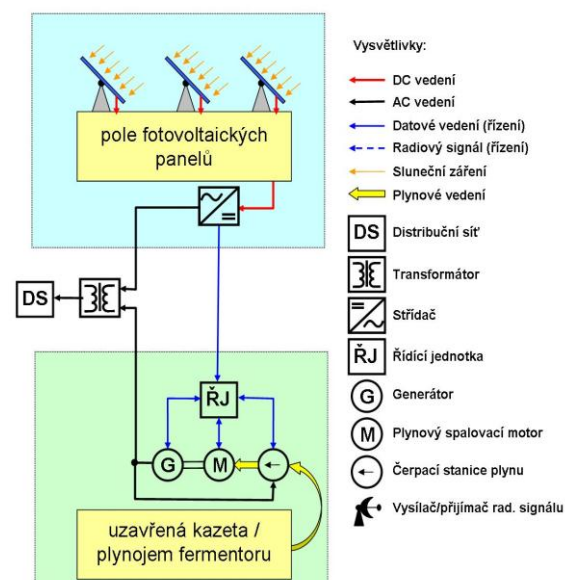 Vysvětlivky:
DC vedení
AC vedení
Datové vedení (řízení)
Radiový signál (řízení)
Sluneční záření
Plynové vedení
DS Distribuční síť
Transformátor
Střídač
ŘJ Řídící jednotka
G Generátor
M Plynový spalovací motor
Čerpací stanice plynu
Vysílač/přijímač rad. signálu
pole fotovoltaických
panelů
DS
ŘJ
G M
uzavřená kazeta /
plynojem fermentoru